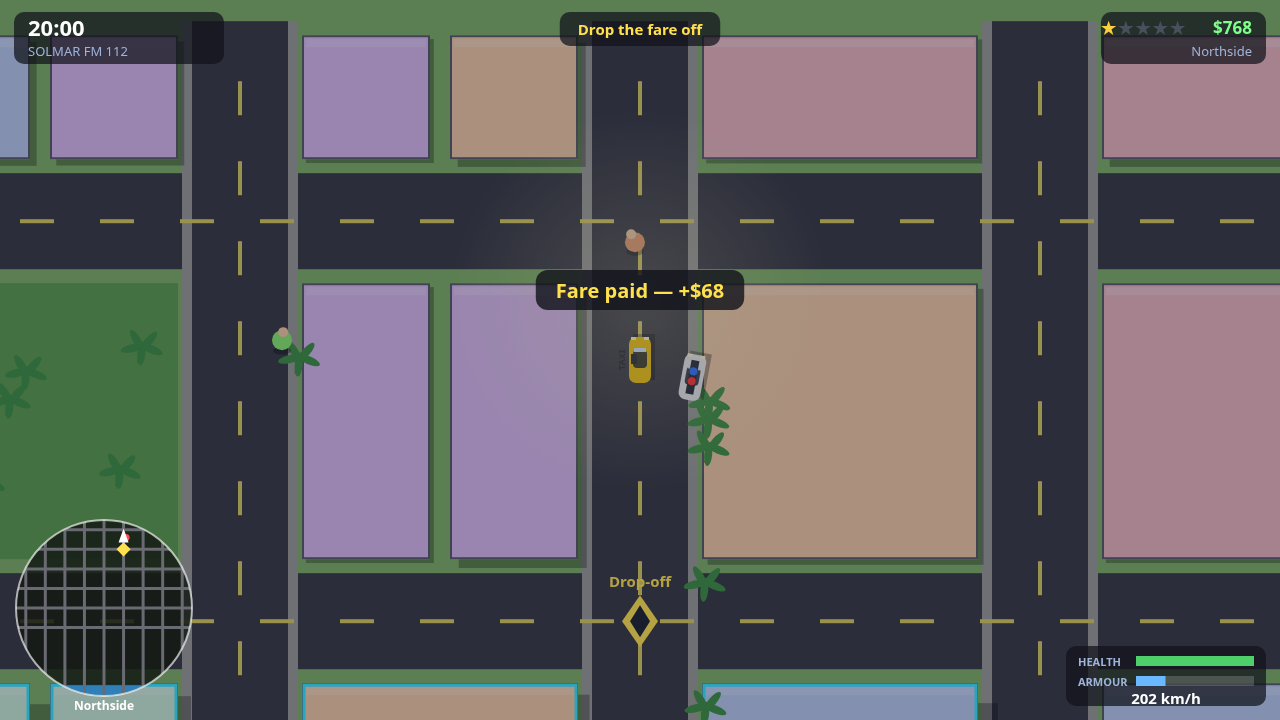 20:00
SOLMAR FM 112
Drop the fare off
$768
Northside
Fare paid — +$68
TAXI
Drop-off
Northside
HEALTH
ARMOUR
202 km/h